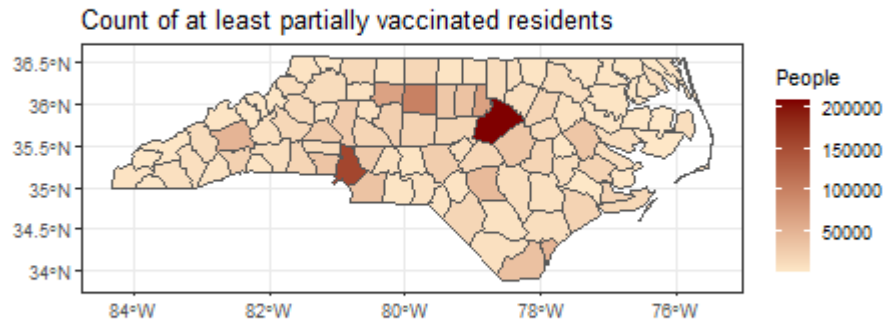 Count of at least partially vaccinated residents
36.5°N
36°N
35.5°N
35°N
34.5°N
34°N
84°W
82°W
80°W
78°W
76°W
People
200000
150000
100000
50000